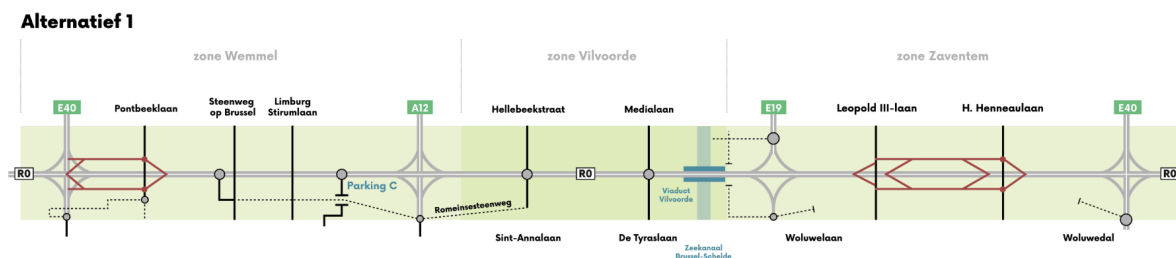 Alternatief 1
zone Wemmel
zone Vilvoorde
zone Zaventem
E40
Pontbeeklaan
Steenweg
op Brussel
Limburg
Stirumlaan
A12
Hellebeekstraat
Medialaan
E19
Leopold III-laan
H. Henneaulaan
E40
R0
R0
R0
Parking C
Romeinsesteenweg
Viaduct
Vilvoorde
Sint-Annalaan
De Tyraslaan
Zeekanaal
Brussel-Schelde
Woluwelaan
Woluwedal